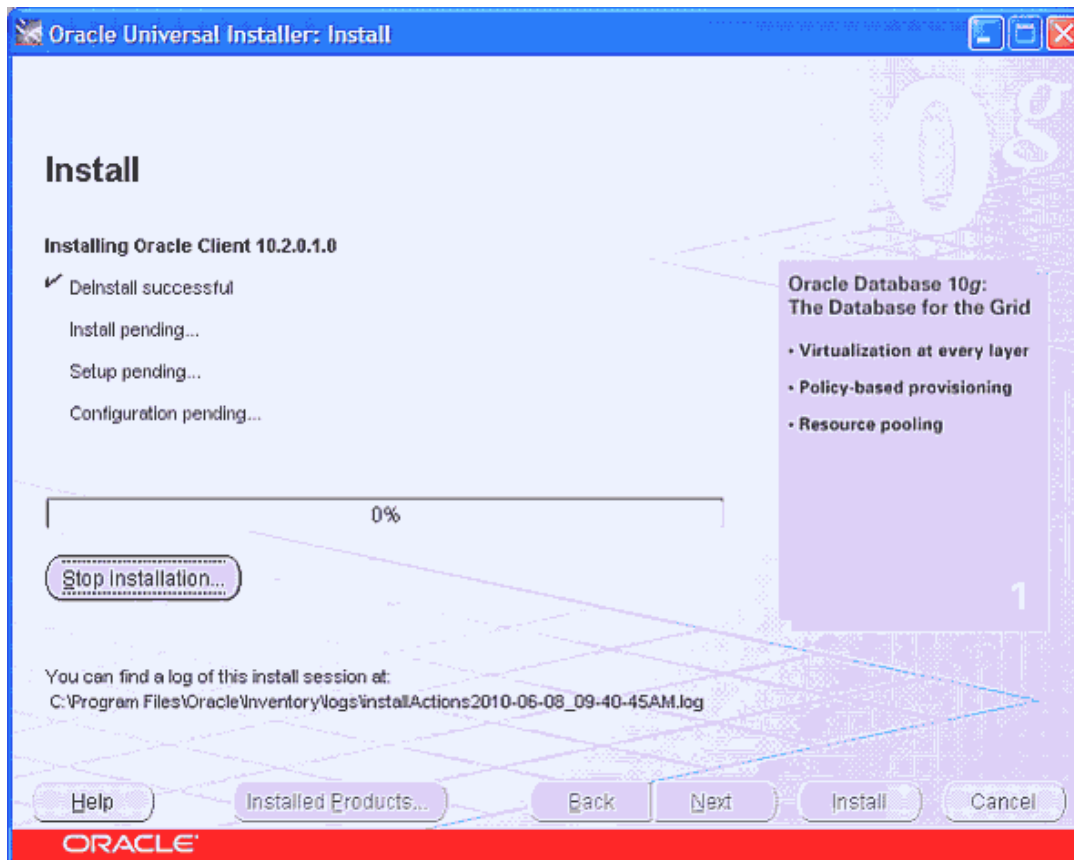 Oracle Universal Installer: Install
0g
Install
Installing Oracle Client 10.2.0.1.0
Deinstall successful
Install pending...
Setup pending...
Configuration pending...
0%
Stop installation...
You can find a log of this install session at:
C:\Program Files\Oracle\Inventory\logs\installActions2010-06-08_09-40-45AM.log
Oracle Database 10g:
The Database for the Grid
• Virtualization at every layer
• Policy-based provisioning
• Resource pooling
1
Help
Installed Products...
Back
Next
Install
Cancel
ORACLE